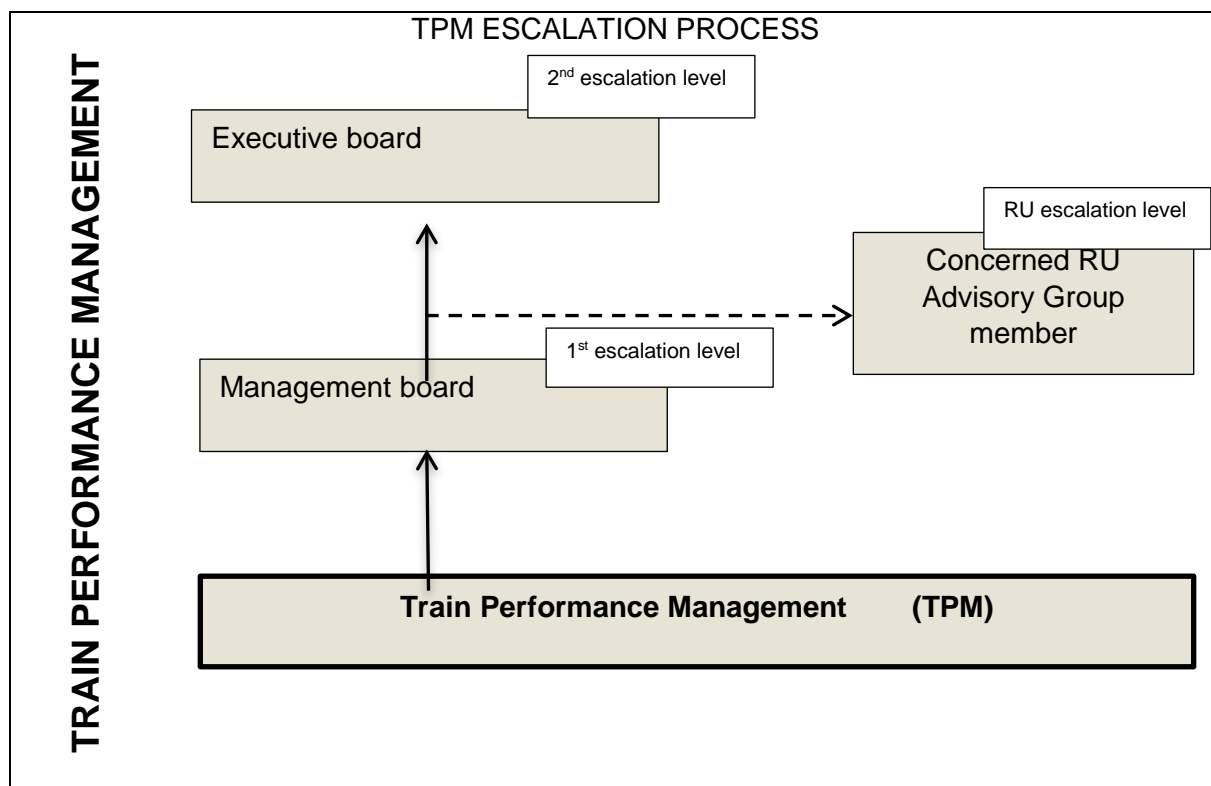 TPM ESCALATION PROCESS
TRAIN PERFORMANCE MANAGEMENT
2nd escalation level
Executive board
RU escalation level
Concerned RU
Advisory Group
member
1st escalation level
Management board
Train Performance Management (TPM)